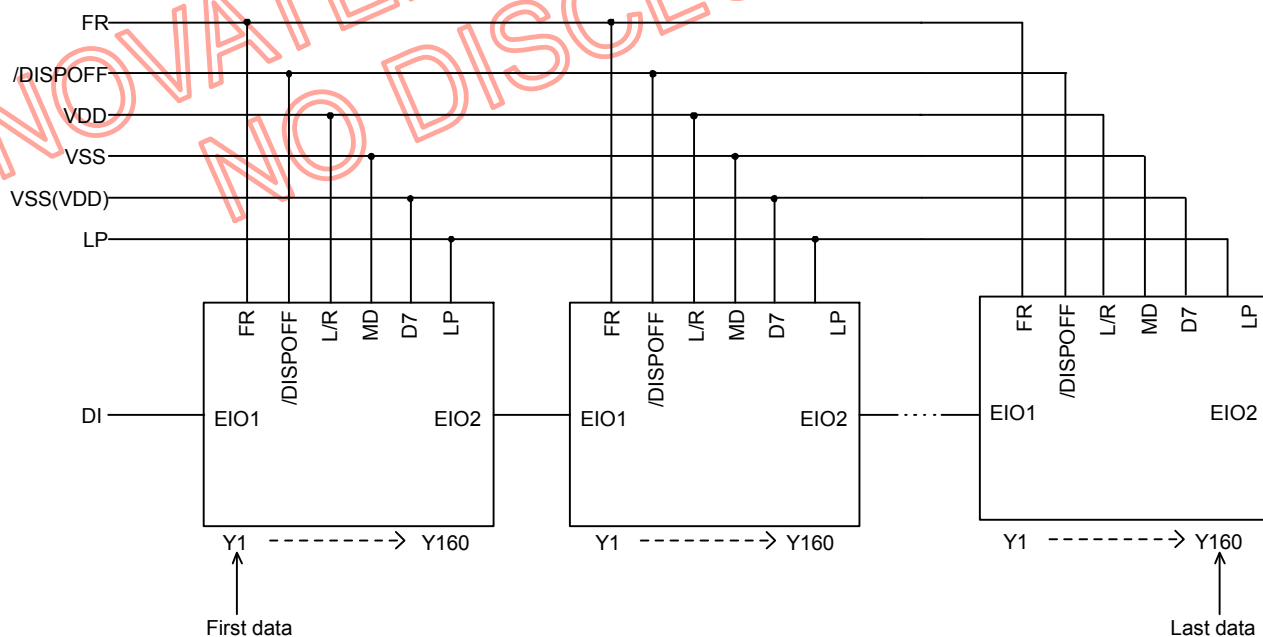 NOVATE
NO DISCL
FR
/DISPOFF
VDD
VSS
VSS(VDD)
LP
FR
/DISPOFF
L/R
MD
D7
LP
FR
/DISPOFF
L/R
MD
D7
LP
FR
/DISPOFF
L/R
MD
D7
LP
DI
EIO1
EIO2
EIO1
EIO2
EIO1
EIO2
Y1
Y160
Y1
Y160
Y1
Y160
First data
Last data